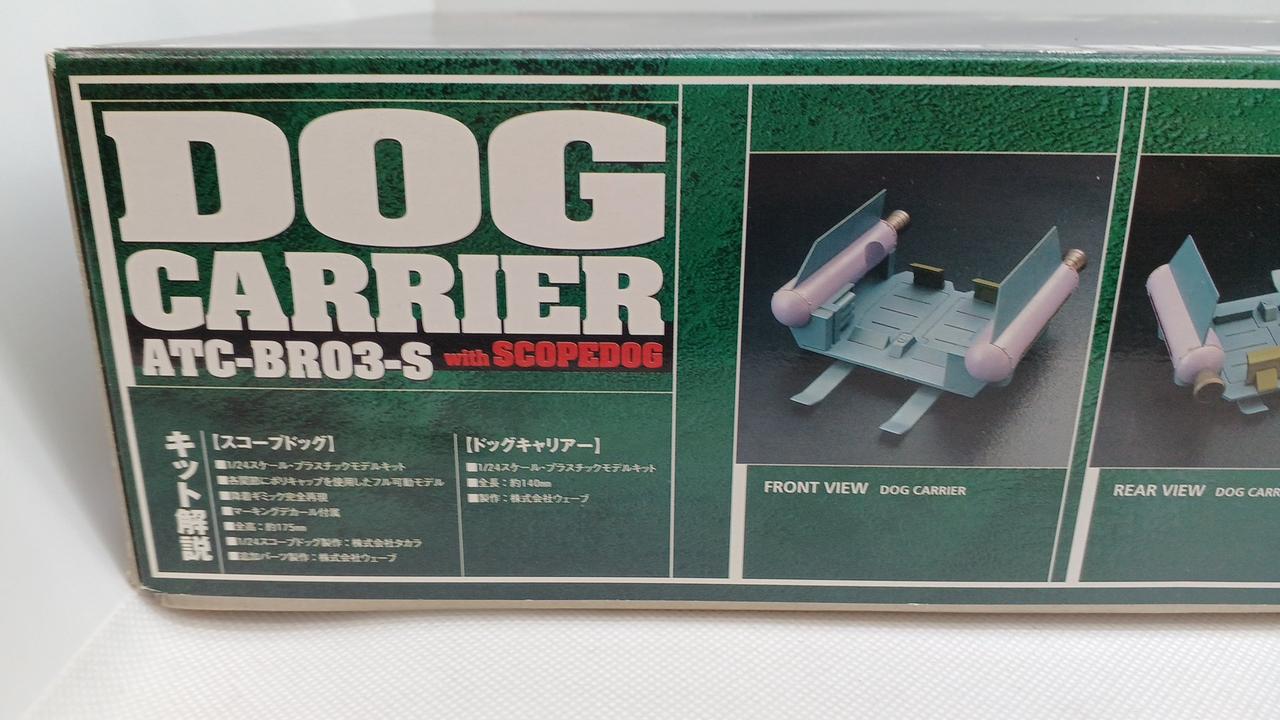 DOG
CARRIER
ATC-BR03-S with SCOPEDOG
キット解説
【スコープドッグ】
■1/24スケール・プラスチックモデルキット
■各関節にポリキャップを使用したフル可動モデル
■降着ギミック完全再現
■マーキングデカール付属
■全高：約175mm
■1/24スコープドッグ製作：株式会社タカラ
■追加パーツ製作：株式会社ウェーブ
【ドッグキャリアー】
■1/24スケール・プラスチックモデルキット
■全長：約140mm
■製作：株式会社ウェーブ
FRONT VIEW DOG CARRIER
REAR VIEW DOG CARR